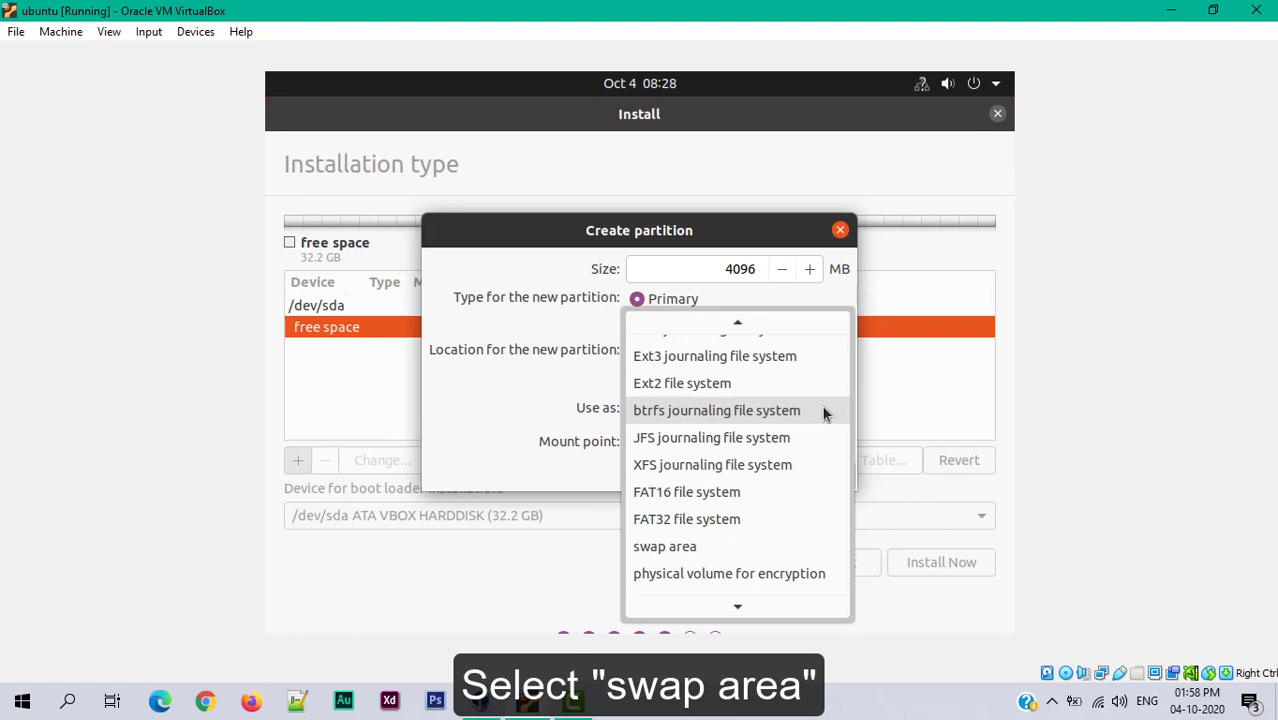 ubuntu [Running] - Oracle VM VirtualBox
File Machine View Input Devices Help
Oct 4 08:28
Install
Installation type
free space
32.2 GB
Device Type M
/dev/sda
free space
Create partition
Size: 4096 MB
Type for the new partition: Primary
Location for the new partition:
Use as:
Mount point:
Ext3 journaling file system
Ext2 file system
btrfs journaling file system
JFS journaling file system
XFS journaling file system
FAT16 file system
FAT32 file system
swap area
physical volume for encryption
+ − Change... Table... Revert
Device for boot loader
/dev/sda ATA VBOX HARDDISK (32.2 GB)
Install Now
Right Ctrl
Select "swap area"
Au Xd Ps
ENG
01:58 PM
04-10-2020
3